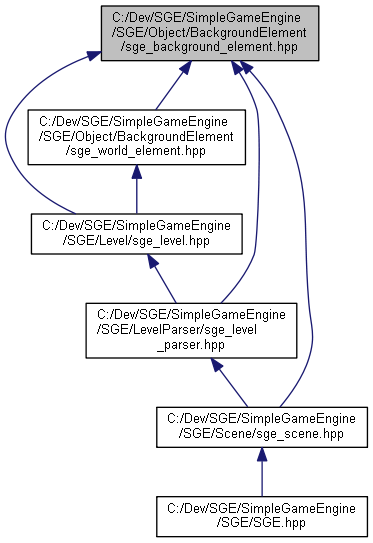 C:/Dev/SGE/SimpleGameEngine
/SGE/Object/BackgroundElement
/sge_background_element.hpp
C:/Dev/SGE/SimpleGameEngine
/SGE/Object/BackgroundElement
/sge_world_element.hpp
C:/Dev/SGE/SimpleGameEngine
/SGE/Level/sge_level.hpp
C:/Dev/SGE/SimpleGameEngine
/SGE/LevelParser/sge_level
_parser.hpp
C:/Dev/SGE/SimpleGameEngine
/SGE/Scene/sge_scene.hpp
C:/Dev/SGE/SimpleGameEngine
/SGE/SGE.hpp